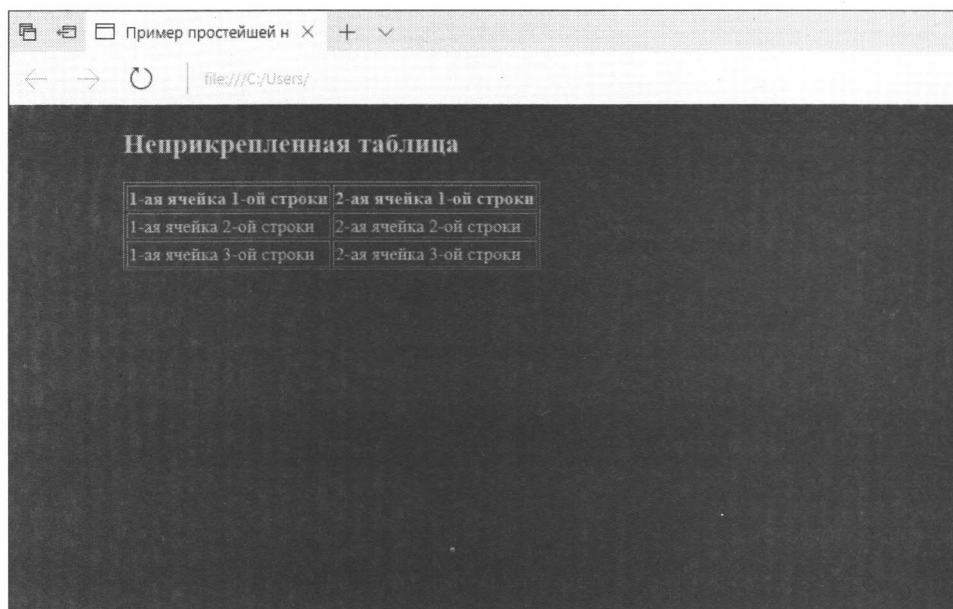 Пример простейшей н
file:///C:/Users/
Неприкрепленная таблица
1-ая ячейка 1-ой строки 2-ая ячейка 1-ой строки
1-ая ячейка 2-ой строки 2-ая ячейка 2-ой строки
1-ая ячейка 3-ой строки 2-ая ячейка 3-ой строки